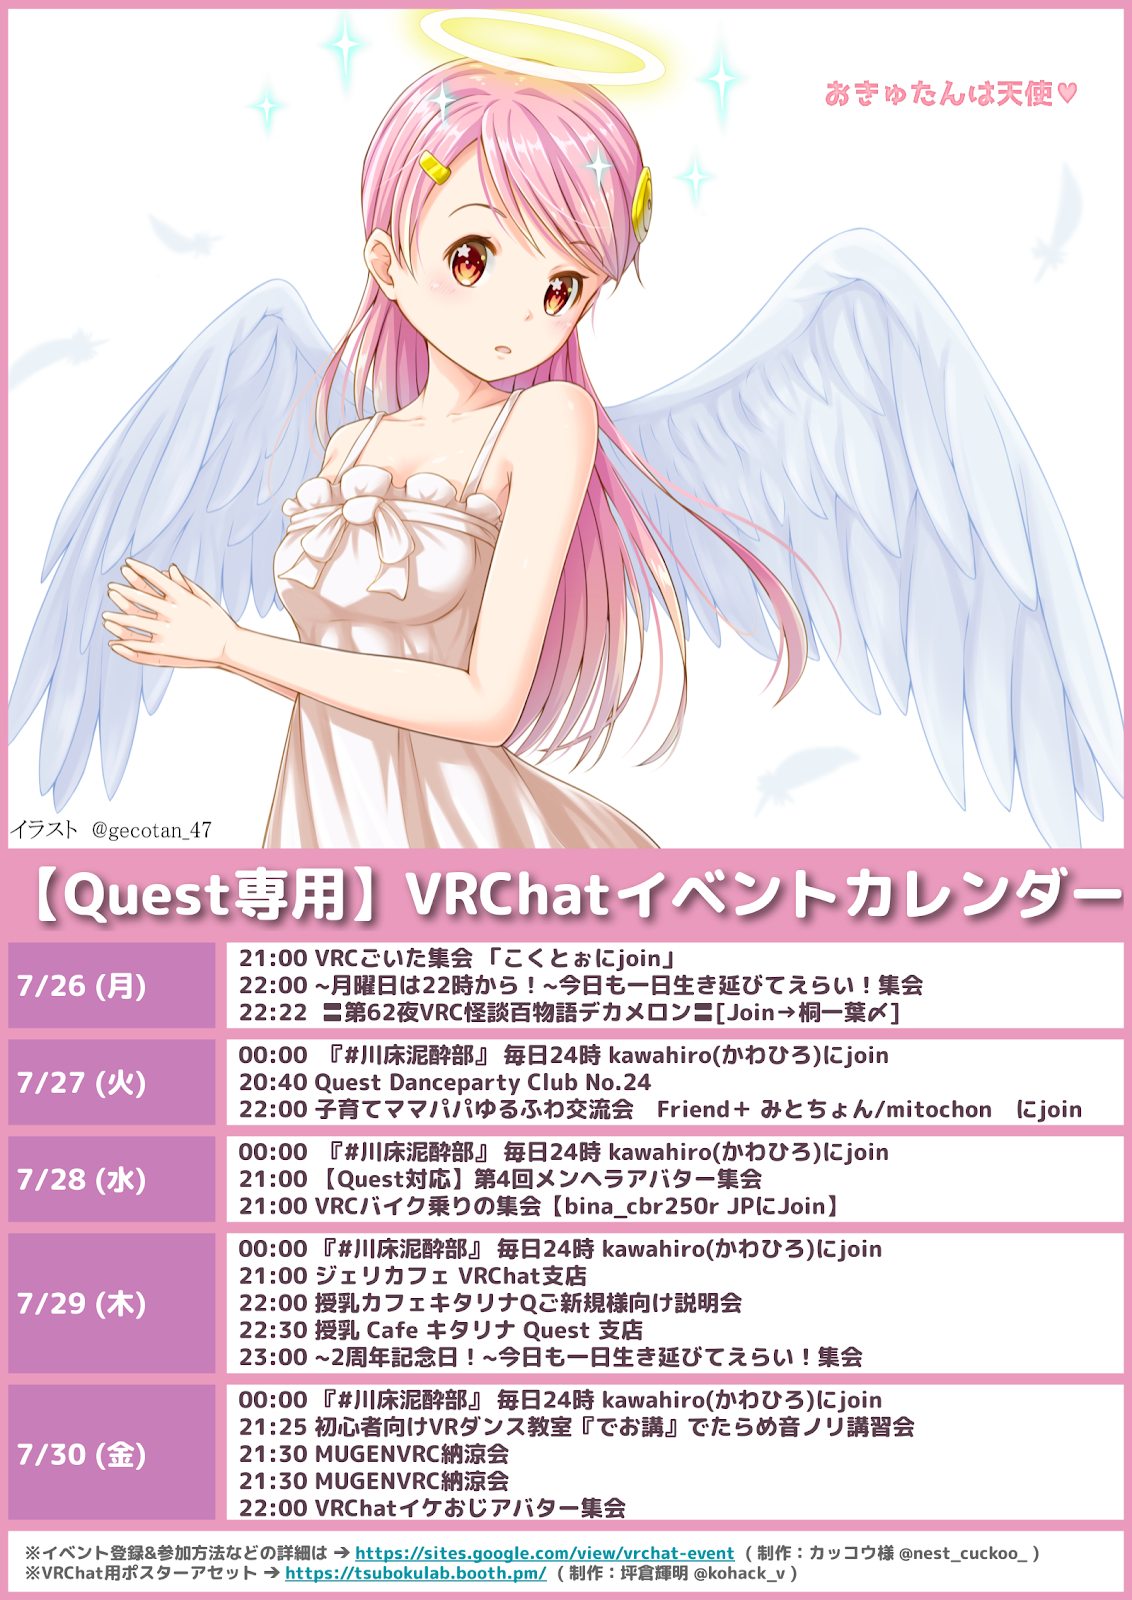 おきゅたんは天使♥
イラスト @gecotan_47
【Quest専用】VRChatイベントカレンダー
7/26 (月)
21:00 VRCごいた集会 「こくとぉにjoin」
22:00 ~月曜日は22時から！~今日も一日生き延びてえらい！集会
22:22 〓第62夜VRC怪談百物語デカメロン〓[Join→桐一葉〆]
7/27 (火)
00:00 『#川床泥酔部』 毎日24時 kawahiro(かわひろ)にjoin
20:40 Quest Danceparty Club No.24
22:00 子育てママパパゆるふわ交流会　Friend＋ みとちょん/mitochon　にjoin
7/28 (水)
00:00 『#川床泥酔部』 毎日24時 kawahiro(かわひろ)にjoin
21:00 【Quest対応】第4回メンヘラアバター集会
21:00 VRCバイク乗りの集会【bina_cbr250r JPにJoin】
7/29 (木)
00:00 『#川床泥酔部』 毎日24時 kawahiro(かわひろ)にjoin
21:00 ジェリカフェ VRChat支店
22:00 授乳カフェキタリナQご新規様向け説明会
22:30 授乳 Cafe キタリナ Quest 支店
23:00 ~2周年記念日！~今日も一日生き延びてえらい！集会
7/30 (金)
00:00 『#川床泥酔部』 毎日24時 kawahiro(かわひろ)にjoin
21:25 初心者向けVRダンス教室『でお講』でたらめ音ノリ講習会
21:30 MUGENVRC納涼会
21:30 MUGENVRC納涼会
22:00 VRChatイケおじアバター集会
※イベント登録&参加方法などの詳細は → https://sites.google.com/view/vrchat-event ( 制作：カッコウ様 @nest_cuckoo_ )
※VRChat用ポスターアセット → https://tsubokulab.booth.pm/ ( 制作：坪倉輝明 @kohack_v )